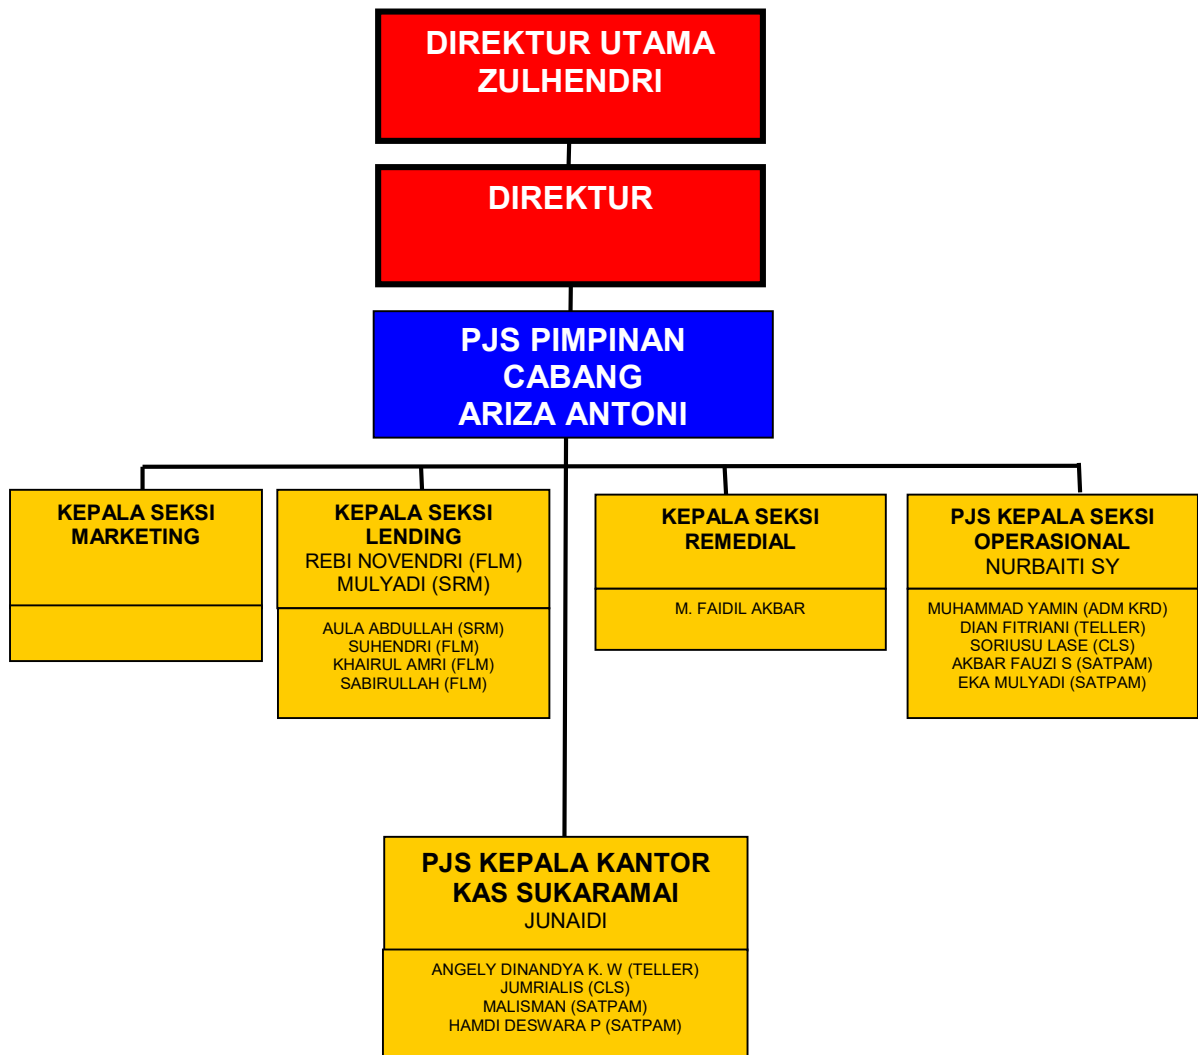 DIREKTUR UTAMA
ZULHENDRI
DIREKTUR
PJS PIMPINAN
CABANG
ARIZA ANTONI
KEPALA SEKSI
MARKETING
KEPALA SEKSI
LENDING
REBI NOVENDRI (FLM)
MULYADI (SRM)
AULA ABDULLAH (SRM)
SUHENDRI (FLM)
KHAIRUL AMRI (FLM)
SABIRULLAH (FLM)
KEPALA SEKSI
REMEDIAL
M. FAIDIL AKBAR
PJS KEPALA SEKSI
OPERASIONAL
NURBAITI SY
MUHAMMAD YAMIN (ADM KRD)
DIAN FITRIANI (TELLER)
SORIUSU LASE (CLS)
AKBAR FAUZI S (SATPAM)
EKA MULYADI (SATPAM)
PJS KEPALA KANTOR
KAS SUKARAMAI
JUNAIDI
ANGELY DINANDYA K. W (TELLER)
JUMRIALIS (CLS)
MALISMAN (SATPAM)
HAMDI DESWARA P (SATPAM)